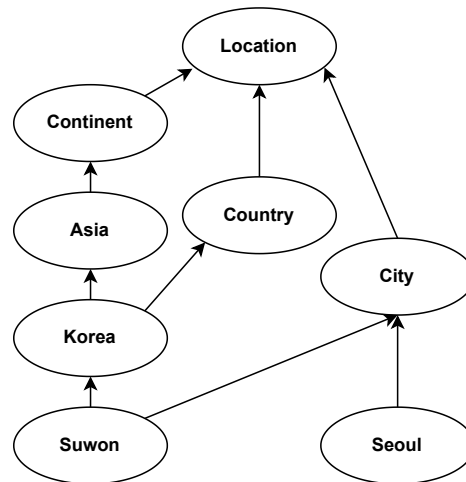 Location
Continent
Country
Asia
City
Korea
Suwon
Seoul